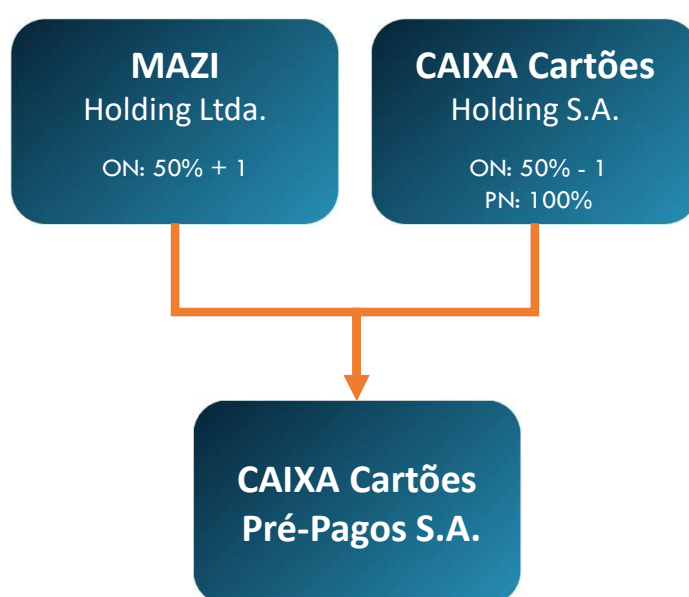 MAZI
Holding Ltda.
ON: 50% + 1
CAIXA Cartões
Holding S.A.
ON: 50% - 1
PN: 100%
CAIXA Cartões
Pré-Pagos S.A.